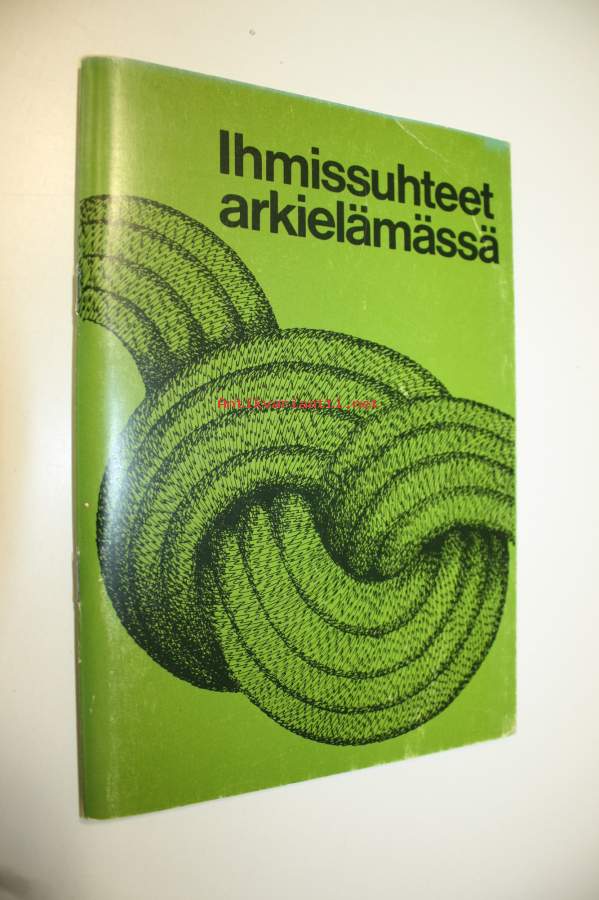 Ihmissuhteet
arkielämässä
Antikvariaatti.net